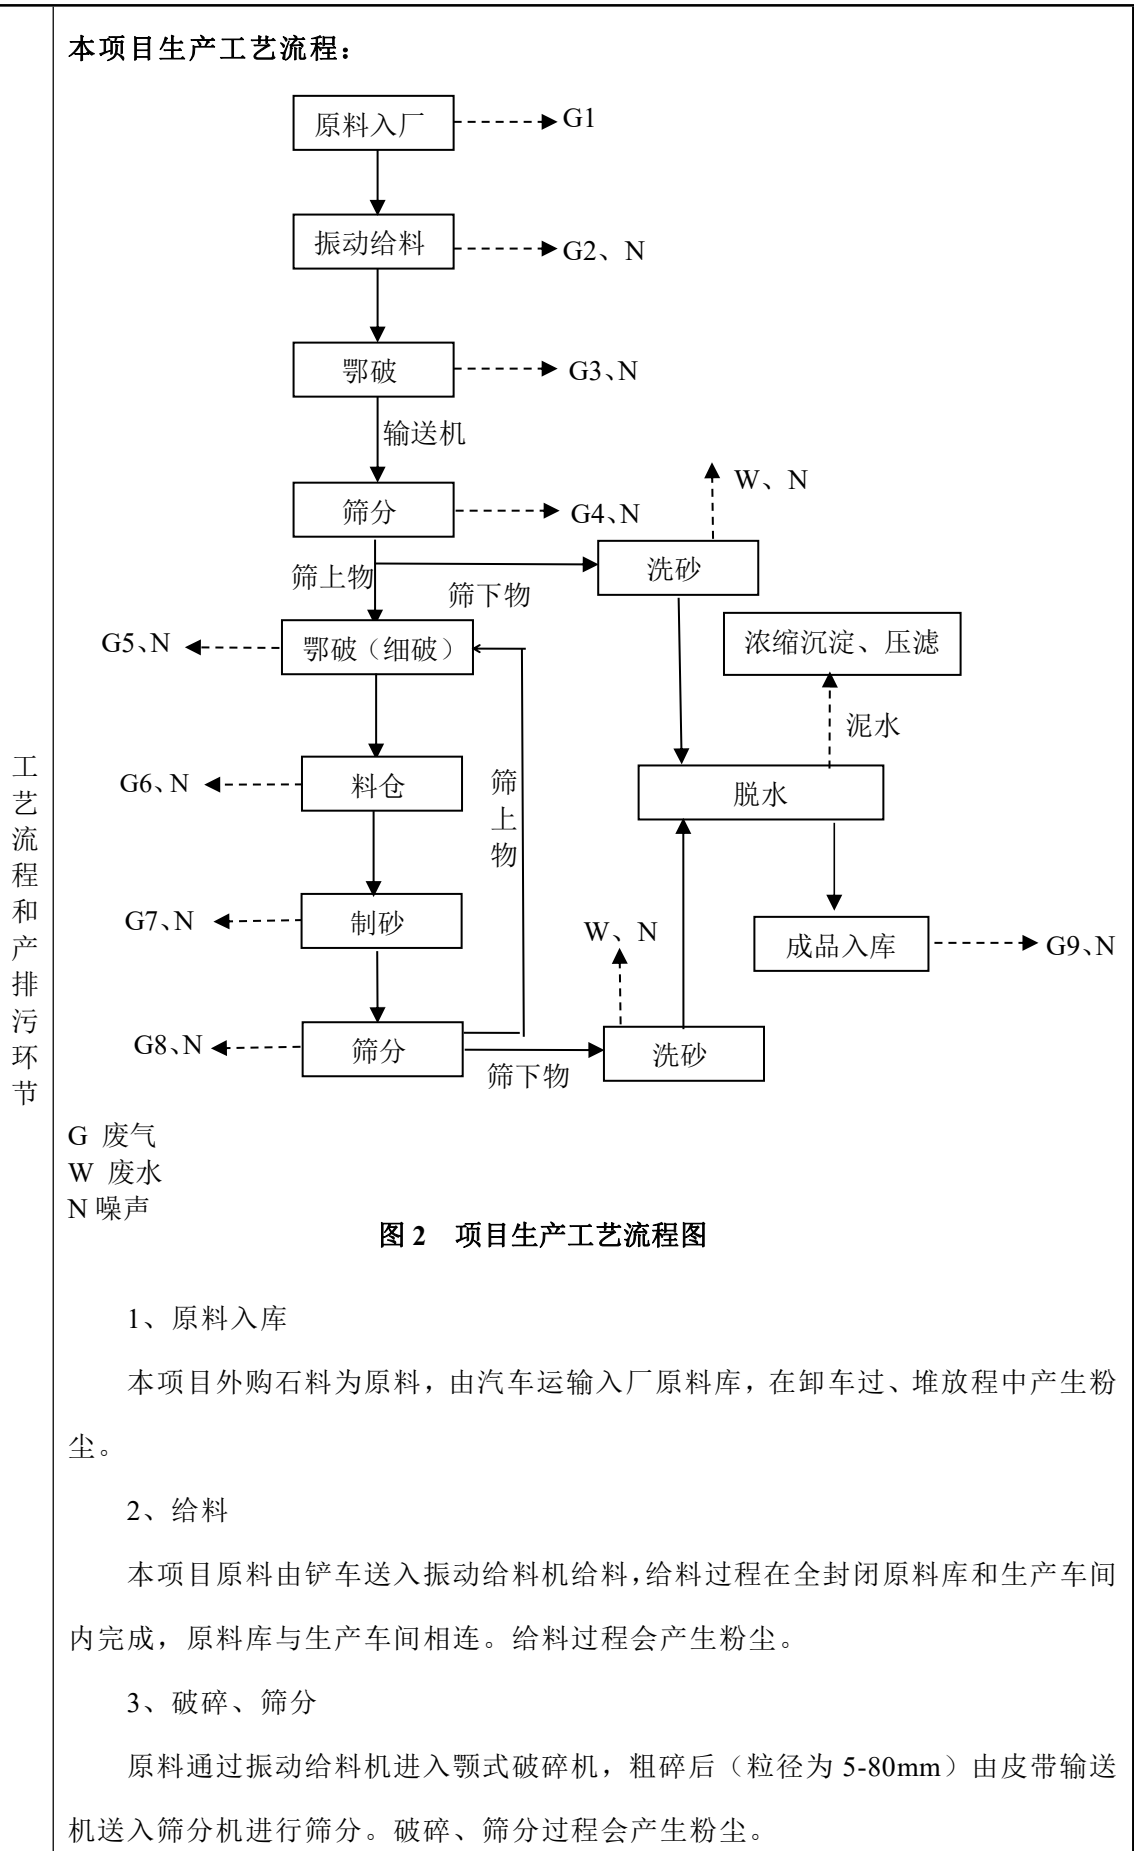 本项目生产工艺流程：
原料入厂
G1
振动给料
G2、N
鄂破
G3、N
输送机
筛分
G4、N
W、N
洗砂
筛上物
筛下物
G5、N
鄂破（细破）
浓缩沉淀、压滤
泥水
G6、N
料仓
筛上物
脱水
G7、N
制砂
W、N
成品入库
G9、N
G8、N
筛分
筛下物
洗砂
工艺流程和产排污环节
G 废气
W 废水
N 噪声
图 2 项目生产工艺流程图
1、原料入库
本项目外购石料为原料，由汽车运输入厂原料库，在卸车过、堆放程中产生粉
尘。
2、给料
本项目原料由铲车送入振动给料机给料，给料过程在全封闭原料库和生产车间
内完成，原料库与生产车间相连。给料过程会产生粉尘。
3、破碎、筛分
原料通过振动给料机进入颚式破碎机，粗碎后（粒径为 5-80mm）由皮带输送
机送入筛分机进行筛分。破碎、筛分过程会产生粉尘。